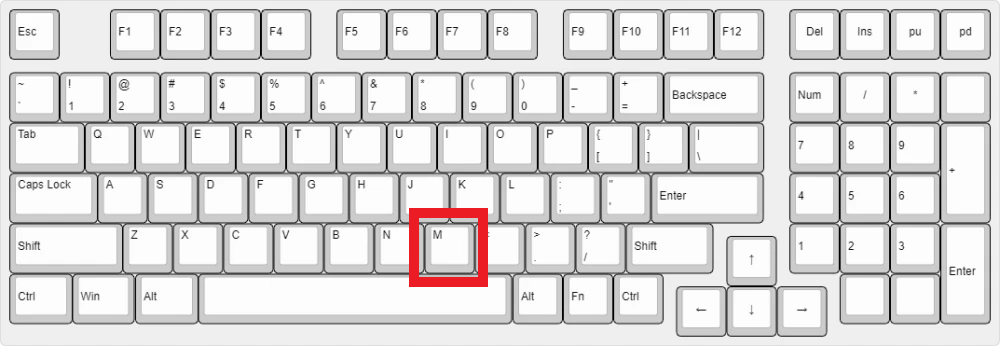 Esc F1 F2 F3 F4 F5 F6 F7 F8 F9 F10 F11 F12 Del Ins pu pd
~ ! @ # $ % ^ & * ( ) _ +
` 1 2 3 4 5 6 7 8 9 0 - = Backspace Num / *
Tab Q W E R T Y U I O P { } |
[ ] \ 7 8 9 +
Caps Lock A S D F G H J K L : "
; ' Enter 4 5 6
Shift Z X C V B N M > ?
. / Shift ↑ 1 2 3 Enter
Ctrl Win Alt Alt Fn Ctrl ← ↓ →